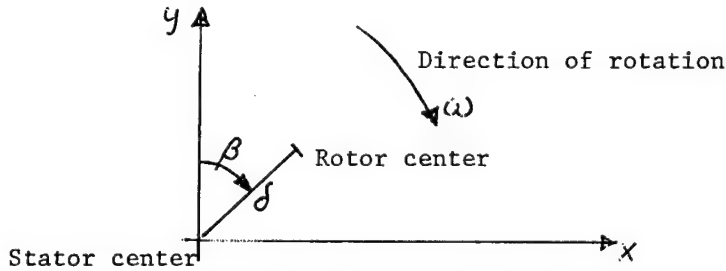 y
Direction of rotation
ω
β
Rotor center
δ
Stator center
x